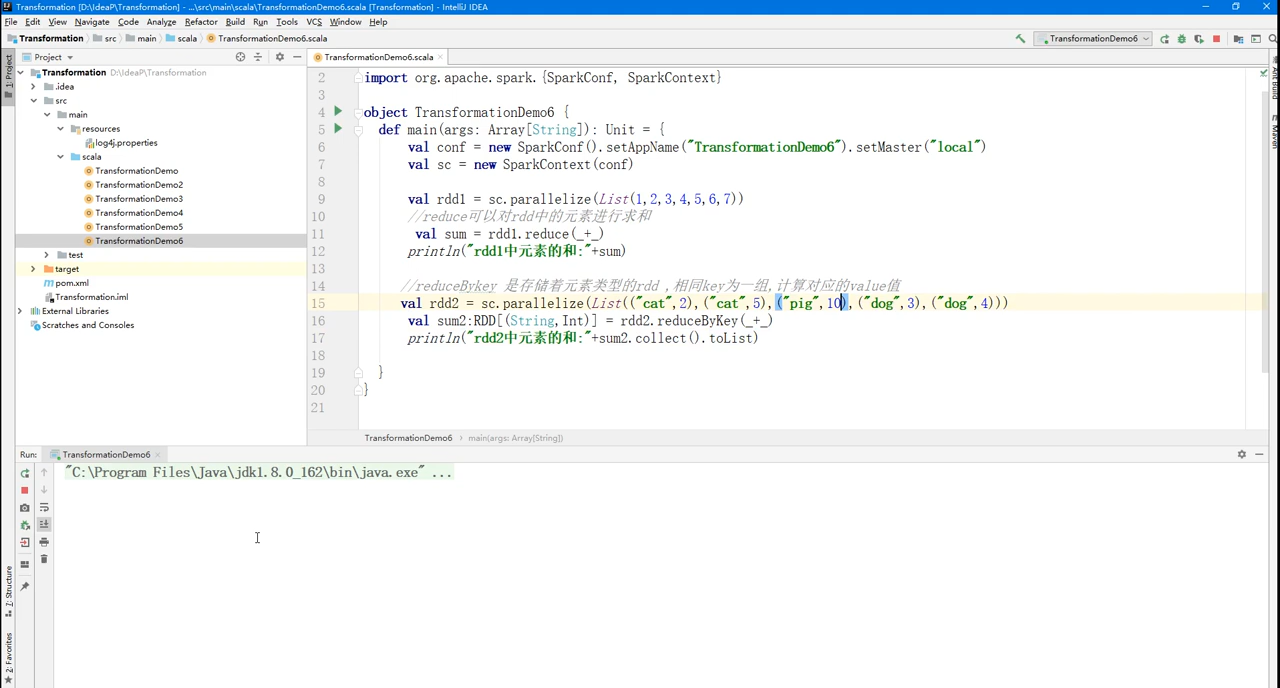 Transformation [D:\IdeaP\Transformation] - ...\src\main\scala\TransformationDemo6.scala [Transformation] - IntelliJ IDEA
File Edit View Navigate Code Analyze Refactor Build Run Tools VCS Window Help
Transformation src main scala TransformationDemo6.scala
TransformationDemo6
1: Project
Project
Transformation D:\IdeaP\Transformation
.idea
src
main
resources
log4j.properties
scala
TransformationDemo
TransformationDemo2
TransformationDemo3
TransformationDemo4
TransformationDemo5
TransformationDemo6
test
target
pom.xml
Transformation.iml
External Libraries
Scratches and Consoles
TransformationDemo6.scala
2 import org.apache.spark.{SparkConf, SparkContext}
3
4 object TransformationDemo6 {
5 def main(args: Array[String]): Unit = {
6 val conf = new SparkConf().setAppName("TransformationDemo6").setMaster("local")
7 val sc = new SparkContext(conf)
8
9 val rdd1 = sc.parallelize(List(1,2,3,4,5,6,7))
10 //reduce可以对rdd中的元素进行求和
11 val sum = rdd1.reduce(_+_)
12 println("rdd1中元素的和:"+sum)
13
14 //reduceBykey 是存储着元素类型的rdd ,相同key为一组,计算对应的value值
15 val rdd2 = sc.parallelize(List(("cat",2),("cat",5),("pig",10),("dog",3),("dog",4)))
16 val sum2:RDD[(String,Int)] = rdd2.reduceByKey(_+_)
17 println("rdd2中元素的和:"+sum2.collect().toList)
18
19 }
20 }
21
TransformationDemo6 › main(args: Array[String])
Ant Build
Maven
Run: TransformationDemo6
"C:\Program Files\Java\jdk1.8.0_162\bin\java.exe" ...
7: Structure
2: Favorites